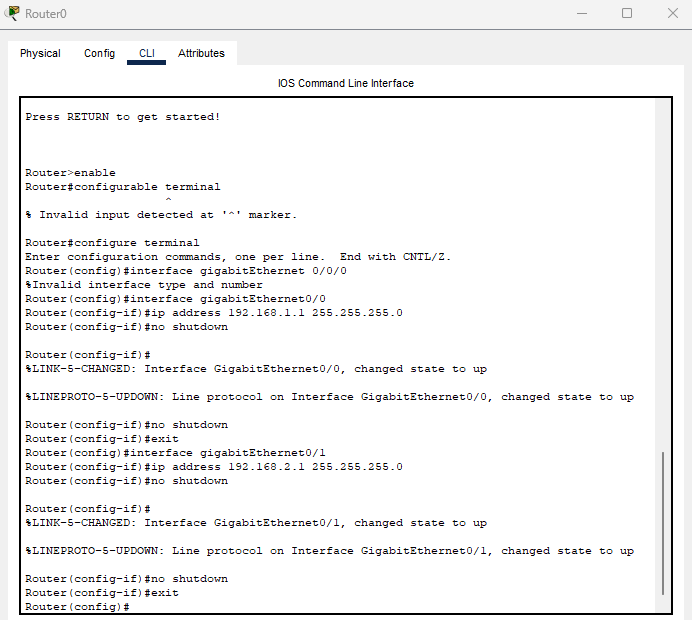 Router0
Physical Config CLI Attributes
IOS Command Line Interface
Press RETURN to get started!
Router>enable
Router#configurable terminal
^
% Invalid input detected at '^' marker.
Router#configure terminal
Enter configuration commands, one per line.  End with CNTL/Z.
Router(config)#interface gigabitEthernet 0/0/0
%Invalid interface type and number
Router(config)#interface gigabitEthernet0/0
Router(config-if)#ip address 192.168.1.1 255.255.255.0
Router(config-if)#no shutdown
Router(config-if)#
%LINK-5-CHANGED: Interface GigabitEthernet0/0, changed state to up
%LINEPROTO-5-UPDOWN: Line protocol on Interface GigabitEthernet0/0, changed state to up
Router(config-if)#no shutdown
Router(config-if)#exit
Router(config)#interface gigabitEthernet0/1
Router(config-if)#ip address 192.168.2.1 255.255.255.0
Router(config-if)#no shutdown
Router(config-if)#
%LINK-5-CHANGED: Interface GigabitEthernet0/1, changed state to up
%LINEPROTO-5-UPDOWN: Line protocol on Interface GigabitEthernet0/1, changed state to up
Router(config-if)#no shutdown
Router(config-if)#exit
Router(config)#